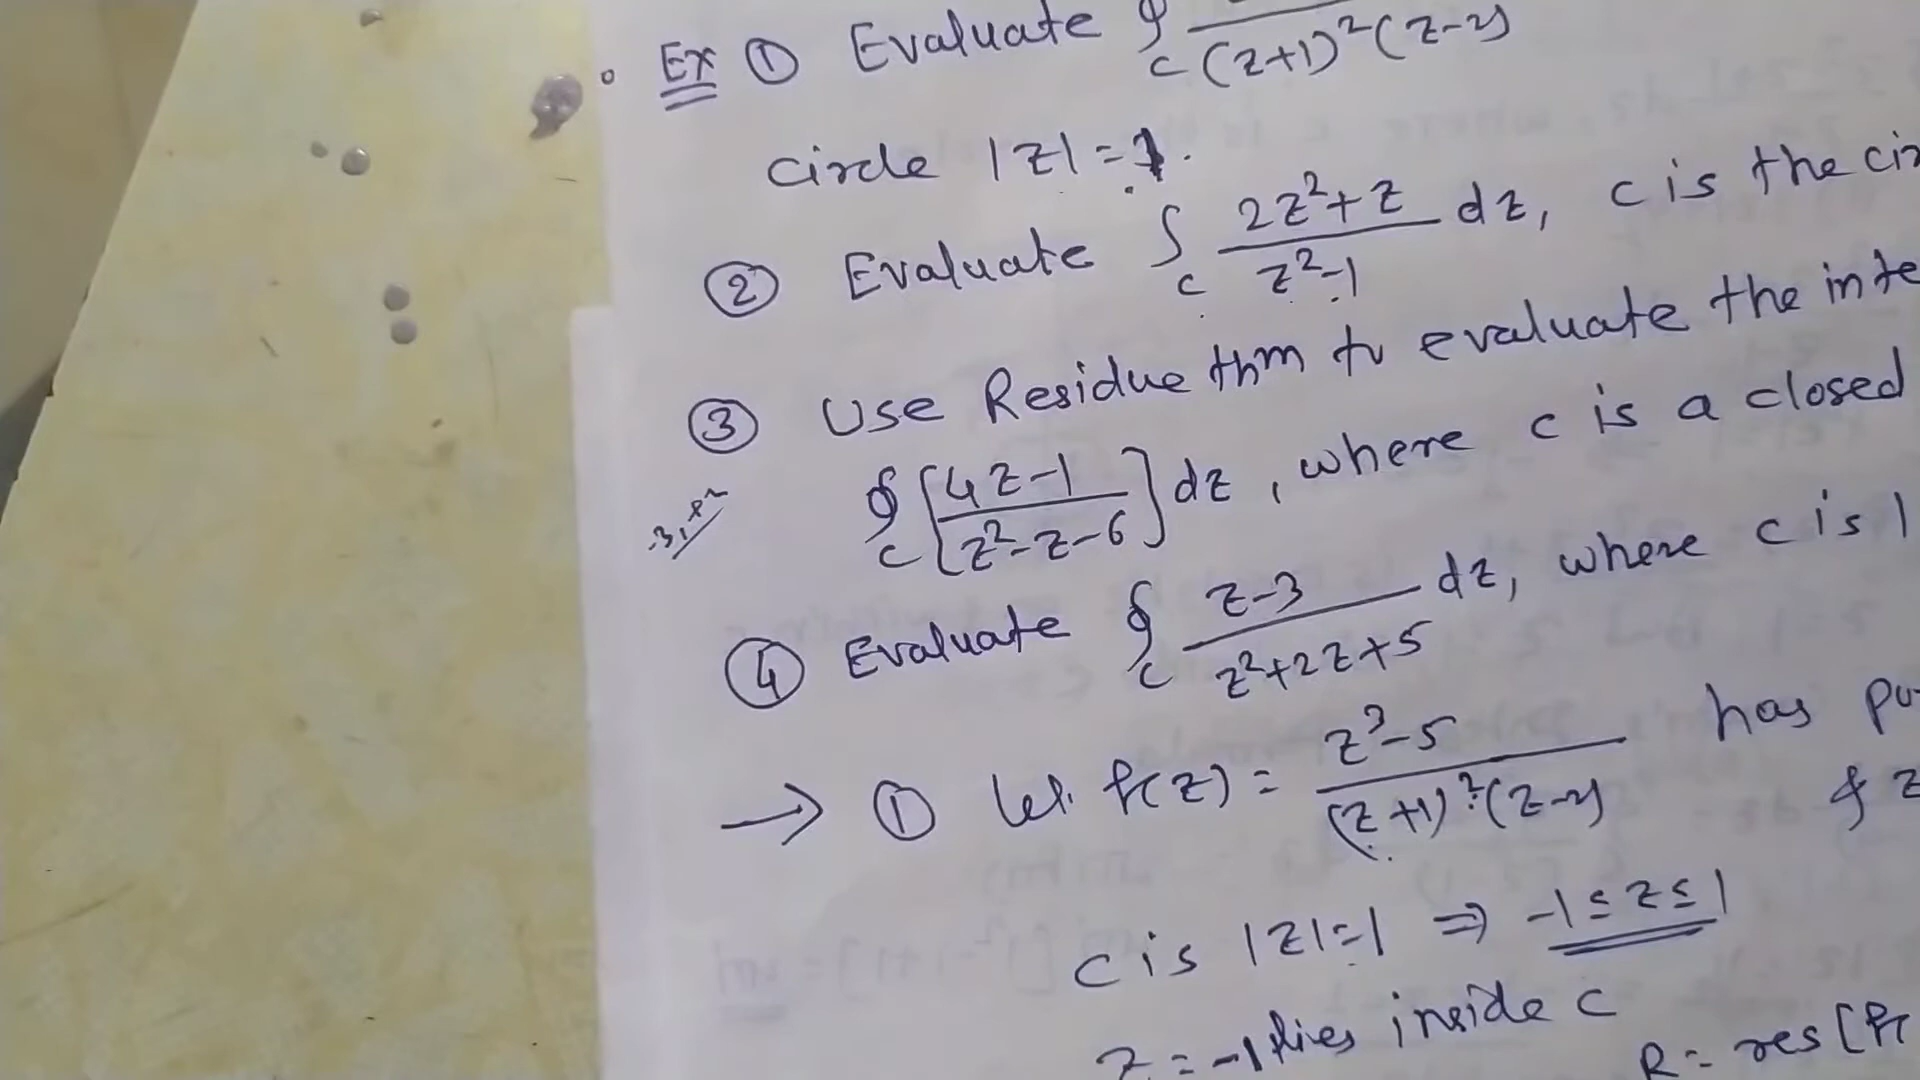 Ex ① Evaluate ∮_C ──── (z+1)²(z-2)
circle |z|=1.
② Evaluate ∫_C (2z²+z)/(z²-1) dz, C is the cir
③ Use Residue thm to evaluate the inte
∮_C [(4z-1)/(z²-z-6)] dz, where C is a closed
④ Evaluate ∮_C (z-3)/(z²+2z+5) dz, where C is |
→ ① Let f(z) = (z³-5)/((z+1)²(z-2)) has po
& z
C is |z|=1 ⇒ -1≤z≤1
z=-1 lies inside C
R = res[f(